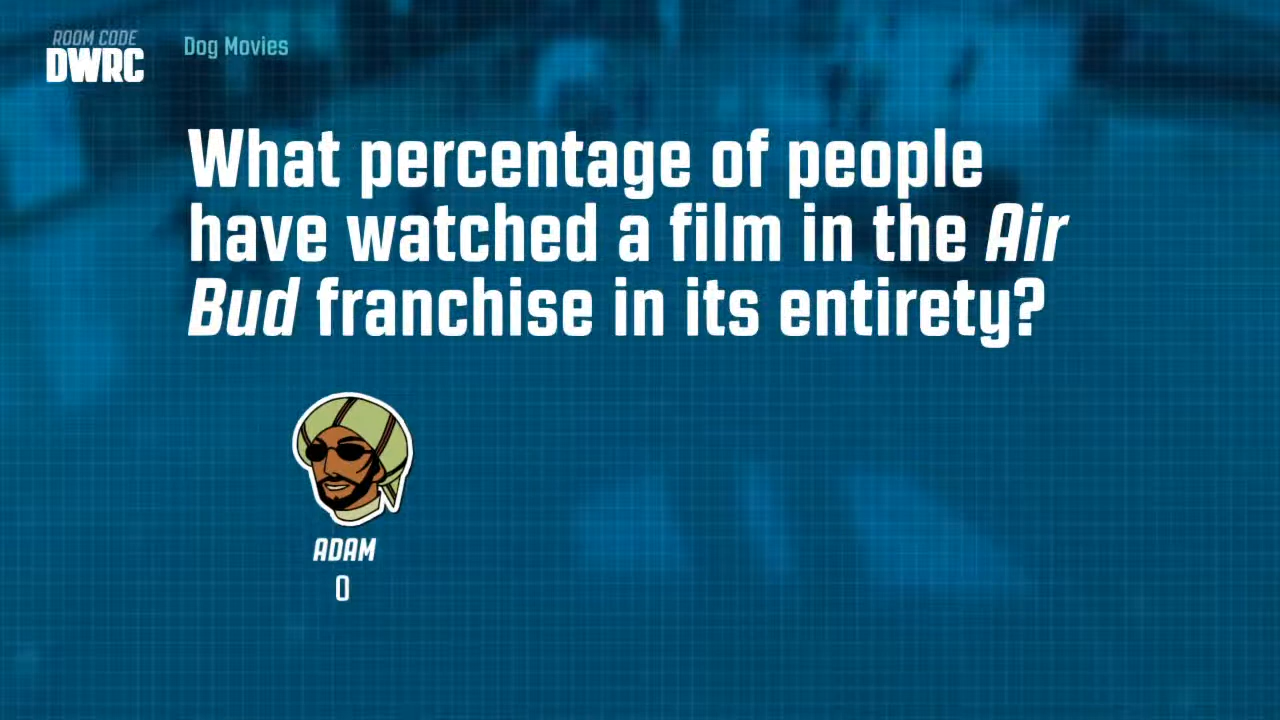 ROOM CODE
DWRC
Dog Movies
What percentage of people
have watched a film in the Air
Bud franchise in its entirety?
ADAM
0